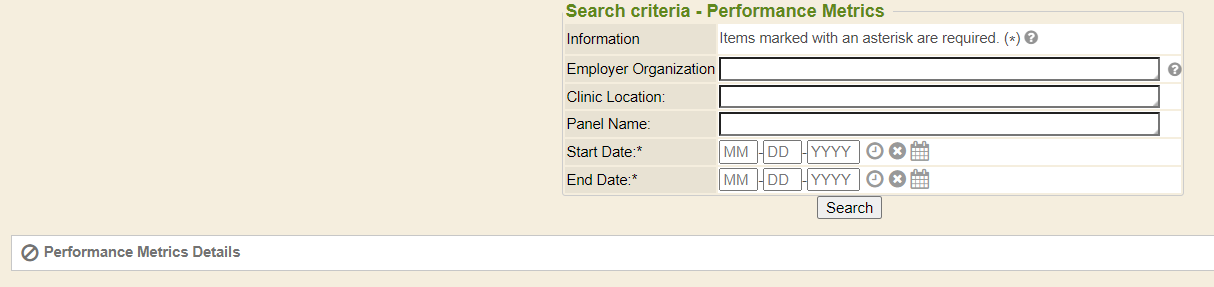 Search criteria - Performance Metrics
Information Items marked with an asterisk are required. (*)
Employer Organization
Clinic Location:
Panel Name:
Start Date:* MM - DD - YYYY
End Date:* MM - DD - YYYY
Search
Performance Metrics Details